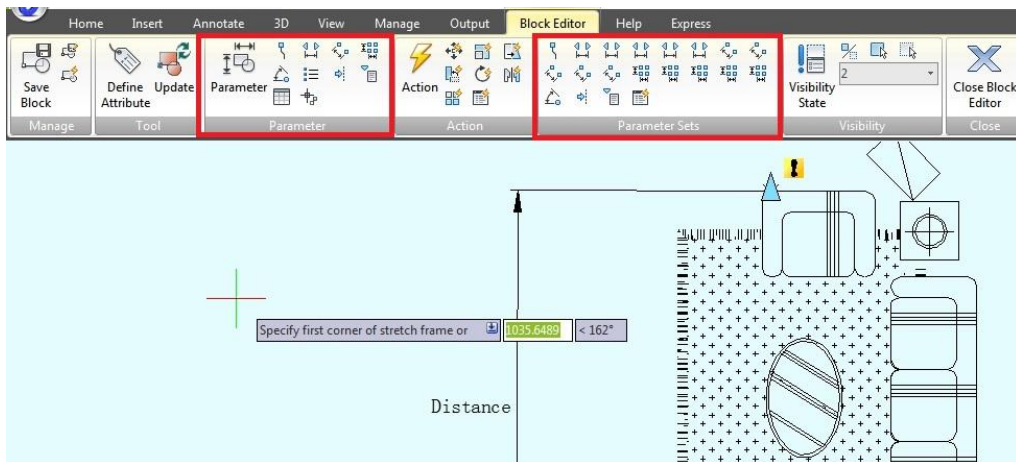 Home Insert Annotate 3D View Manage Output Block Editor Help Express
Save Block
Define Attribute
Update
Parameter
Action
2
Visibility State
Close Block Editor
Manage Tool Parameter Action Parameter Sets Visibility Close
Specify first corner of stretch frame or 1035.6489 < 162°
Distance